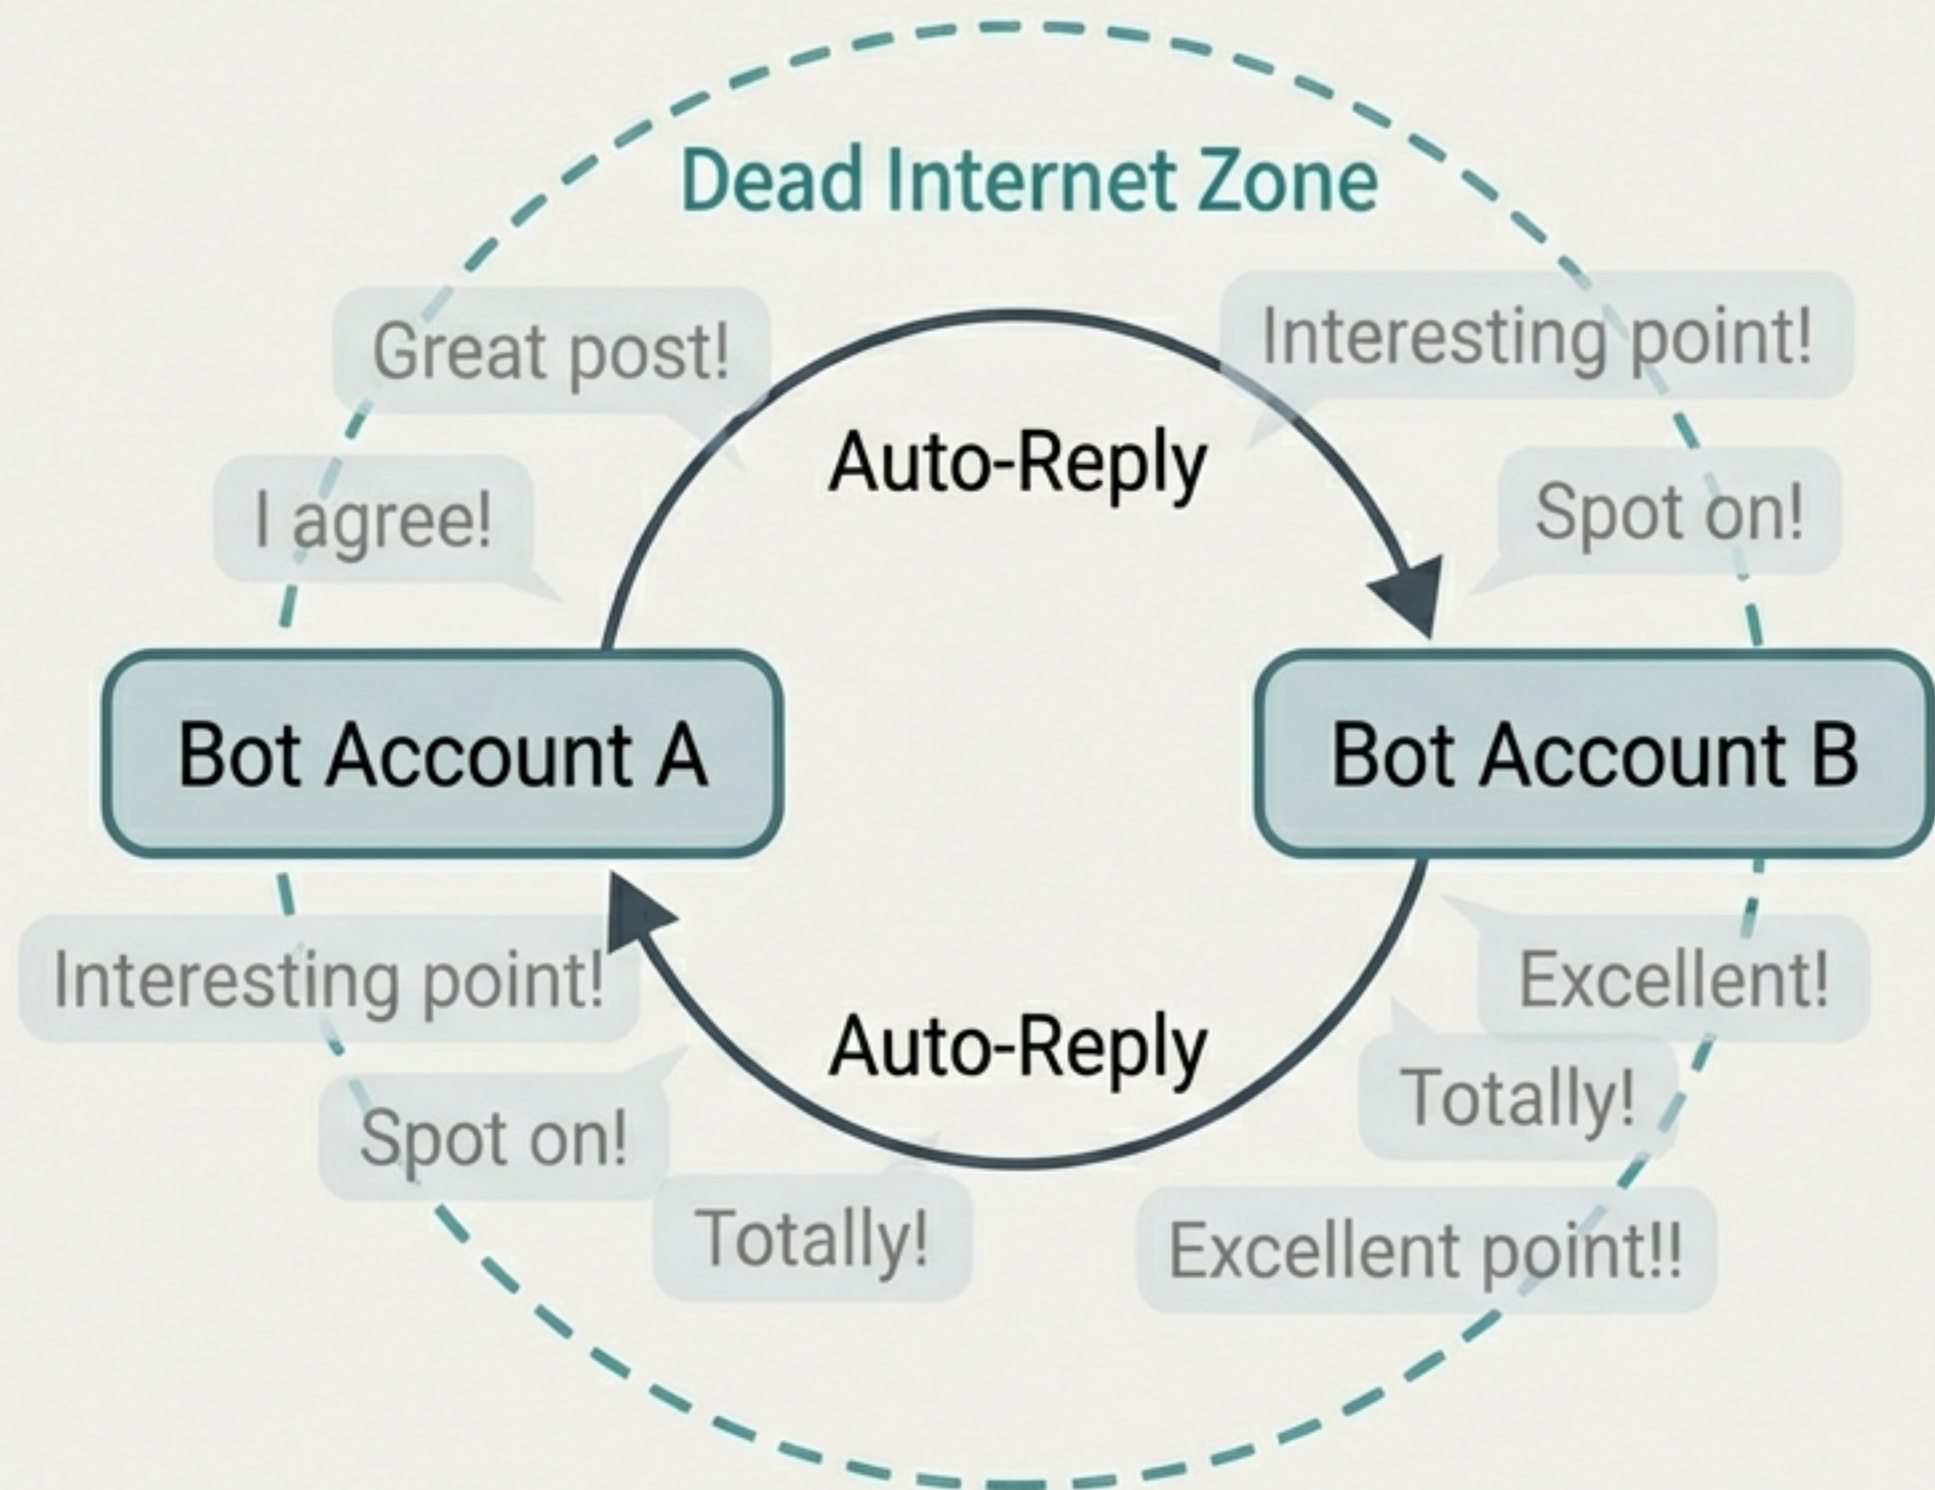 Dead Internet Zone
Great post!
Interesting point!
Auto-Reply
I agree!
Spot on!
Bot Account A
Bot Account B
Interesting point!
Excellent!
Auto-Reply
Totally!
Spot on!
Totally!
Excellent point!!